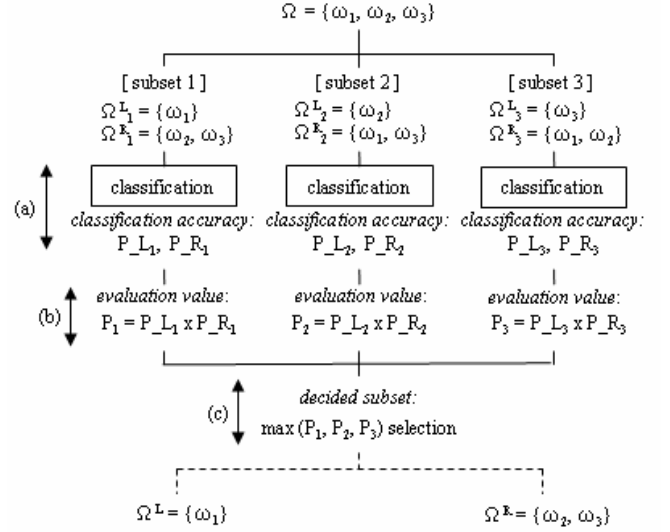 Ω = {ω₁, ω₂, ω₃}
[ subset 1 ] [ subset 2 ] [ subset 3 ]
Ωᴸ₁ = {ω₁} Ωᴸ₂ = {ω₂} Ωᴸ₃ = {ω₃}
Ωᴿ₁ = {ω₂, ω₃} Ωᴿ₂ = {ω₁, ω₃} Ωᴿ₃ = {ω₁, ω₂}
classification classification classification
(a)
classification accuracy: classification accuracy: classification accuracy:
P_L₁, P_R₁ P_L₂, P_R₂ P_L₃, P_R₃
evaluation value: evaluation value: evaluation value:
(b)
P₁ = P_L₁ x P_R₁ P₂ = P_L₂ x P_R₂ P₃ = P_L₃ x P_R₃
decided subset:
(c)
max (P₁, P₂, P₃) selection
Ωᴸ = {ω₁} Ωᴿ = {ω₂, ω₃}